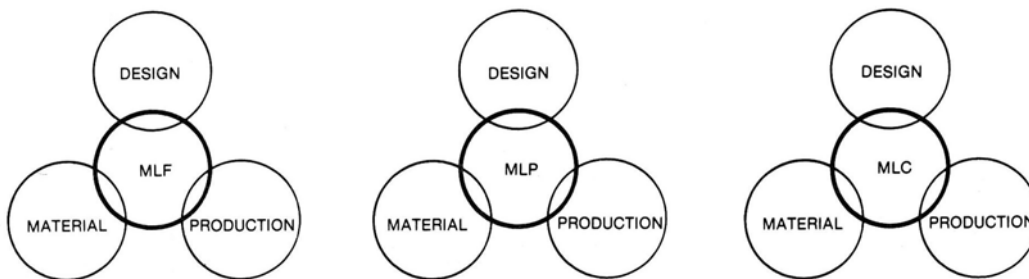 DESIGN DESIGN DESIGN
MLF MLP MLC
MATERIAL PRODUCTION MATERIAL PRODUCTION MATERIAL PRODUCTION